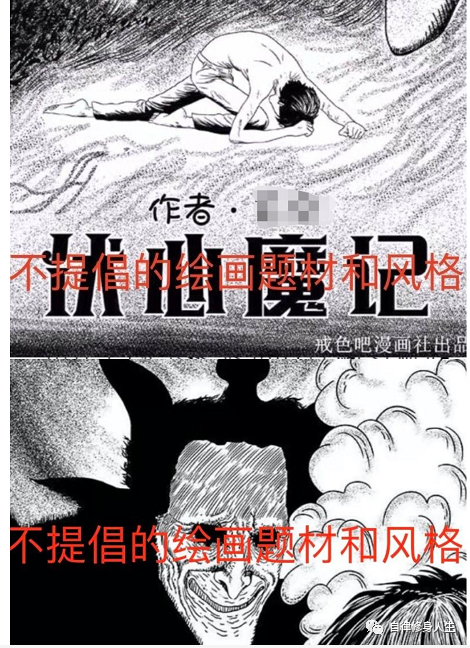 作者·
伏心魔记
不提倡的绘画题材和风格
戒色吧漫画社出品
不提倡的绘画题材和风格
自律修身人生